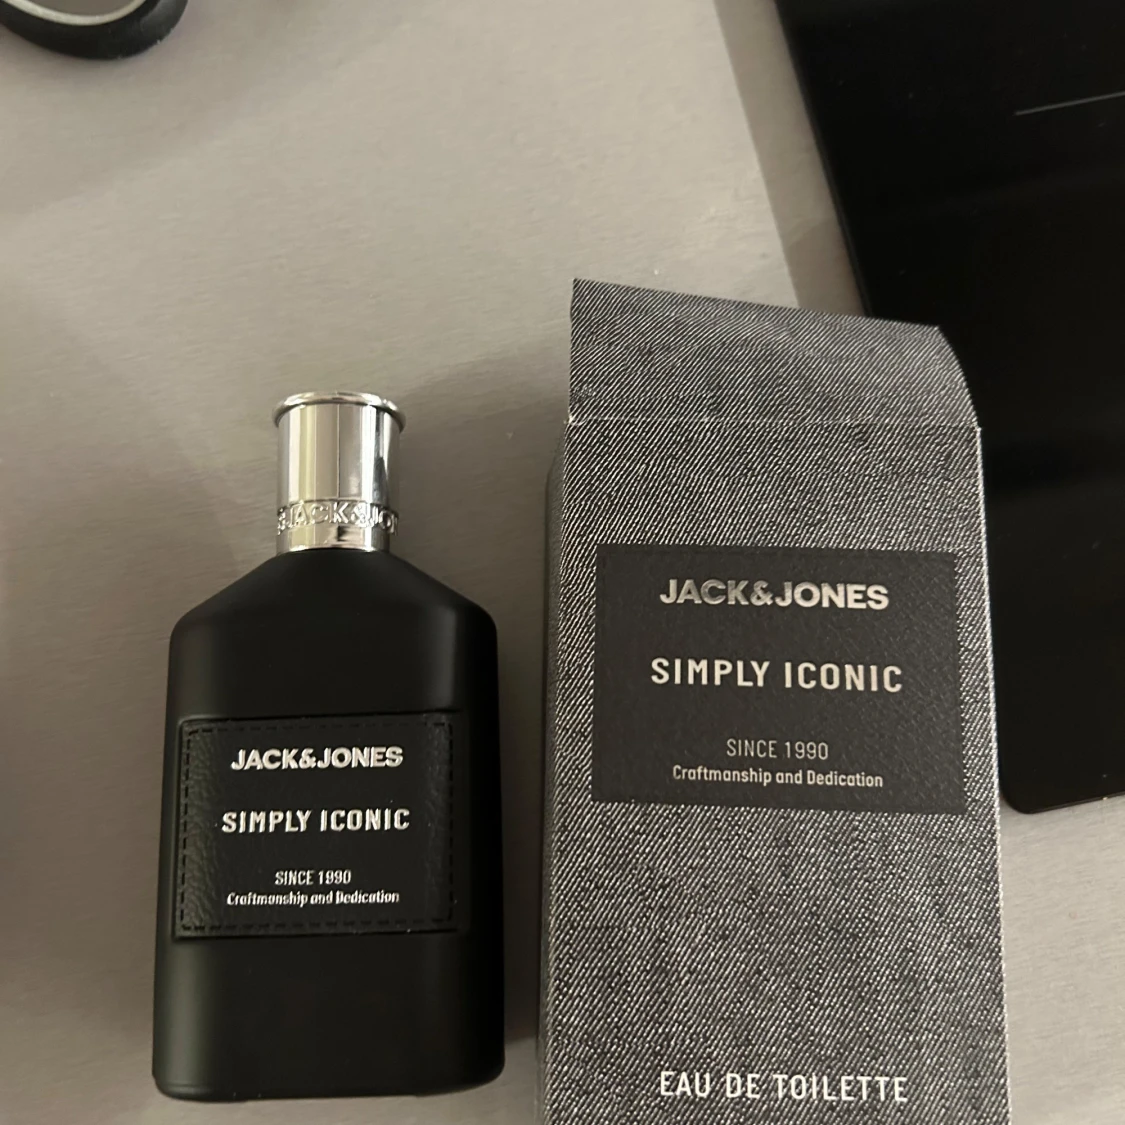 &JACK&JON
JACK&JONES
SIMPLY ICONIC
SINCE 1990
Craftmanship and Dedication
JACK&JONES
SIMPLY ICONIC
SINCE 1990
Craftmanship and Dedication
EAU DE TOILETTE